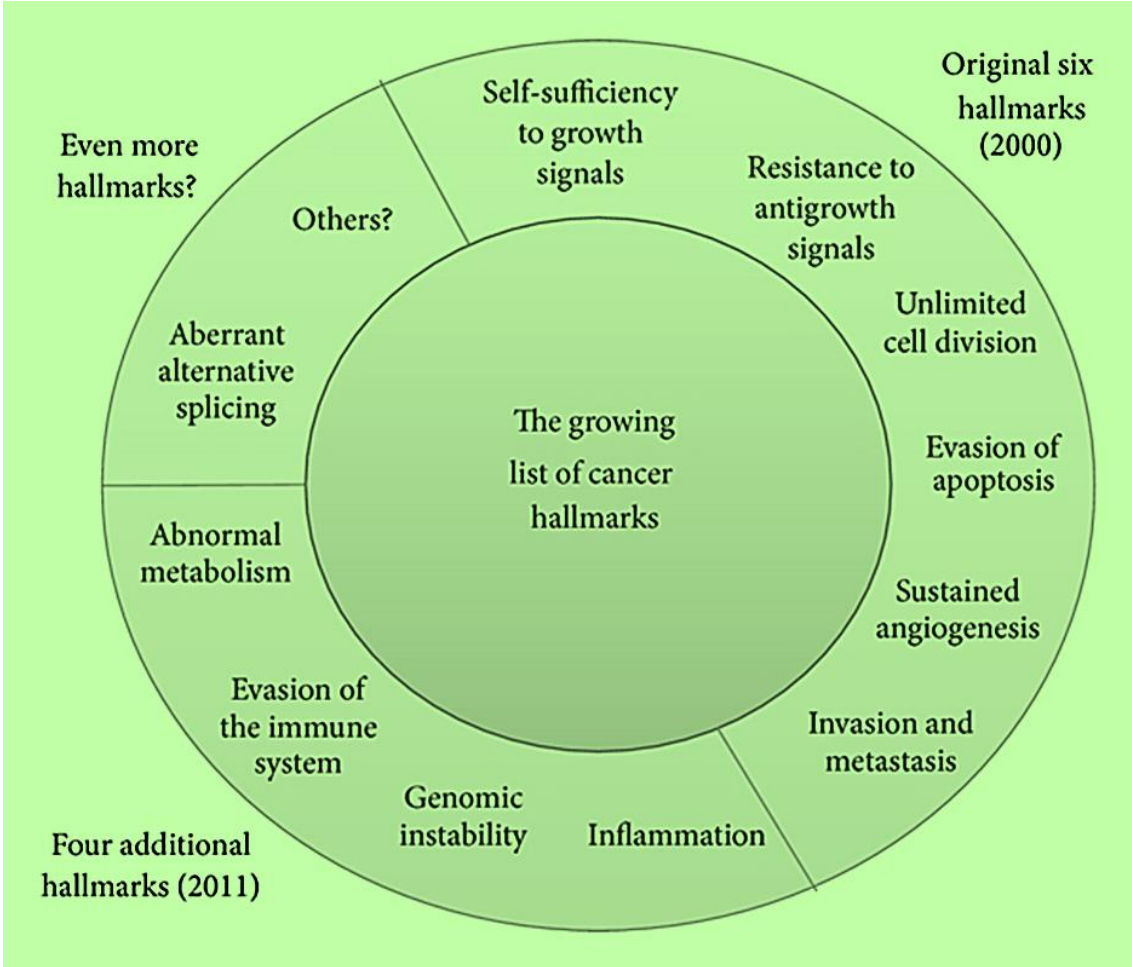 Original six
hallmarks
(2000)
Self-sufficiency
to growth
signals
Resistance to
antigrowth
signals
Unlimited
cell division
Evasion of
apoptosis
Sustained
angiogenesis
Invasion and
metastasis
Four additional
hallmarks (2011)
Inflammation
Genomic
instability
Evasion of
the immune
system
Abnormal
metabolism
Even more
hallmarks?
Aberrant
alternative
splicing
Others?
The growing
list of cancer
hallmarks